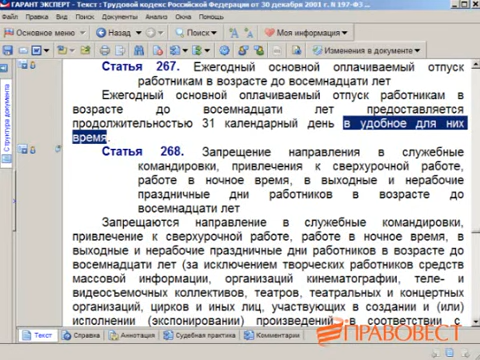 ГАРАНТ ЭКСПЕРТ - Текст : Трудовой кодекс Российской Федерации от 30 декабря 2001 г. N 197-ФЗ
Файл Правка Вид Поиск Документы Анализ Окна Помощь
Основное меню Назад Поиск Моя информация
Изменения в документе
Структура документа
Статья 267. Ежегодный основной оплачиваемый отпуск
работникам в возрасте до восемнадцати лет
Ежегодный основной оплачиваемый отпуск работникам в
возрасте до восемнадцати лет предоставляется
продолжительностью 31 календарный день в удобное для них
время.
Статья 268. Запрещение направления в служебные
командировки, привлечения к сверхурочной работе,
работе в ночное время, в выходные и нерабочие
праздничные дни работников в возрасте до
восемнадцати лет
Запрещаются направление в служебные командировки,
привлечение к сверхурочной работе, работе в ночное время, в
выходные и нерабочие праздничные дни работников в возрасте до
восемнадцати лет (за исключением творческих работников средств
массовой информации, организаций кинематографии, теле- и
видеосъемочных коллективов, театров, театральных и концертных
организаций, цирков и иных лиц, участвующих в создании и (или)
исполнении (экспонировании) произведений, в соответствии с
ПРАВОВЕСТ
Текст Справка Аннотация Судебная практика Комментарии